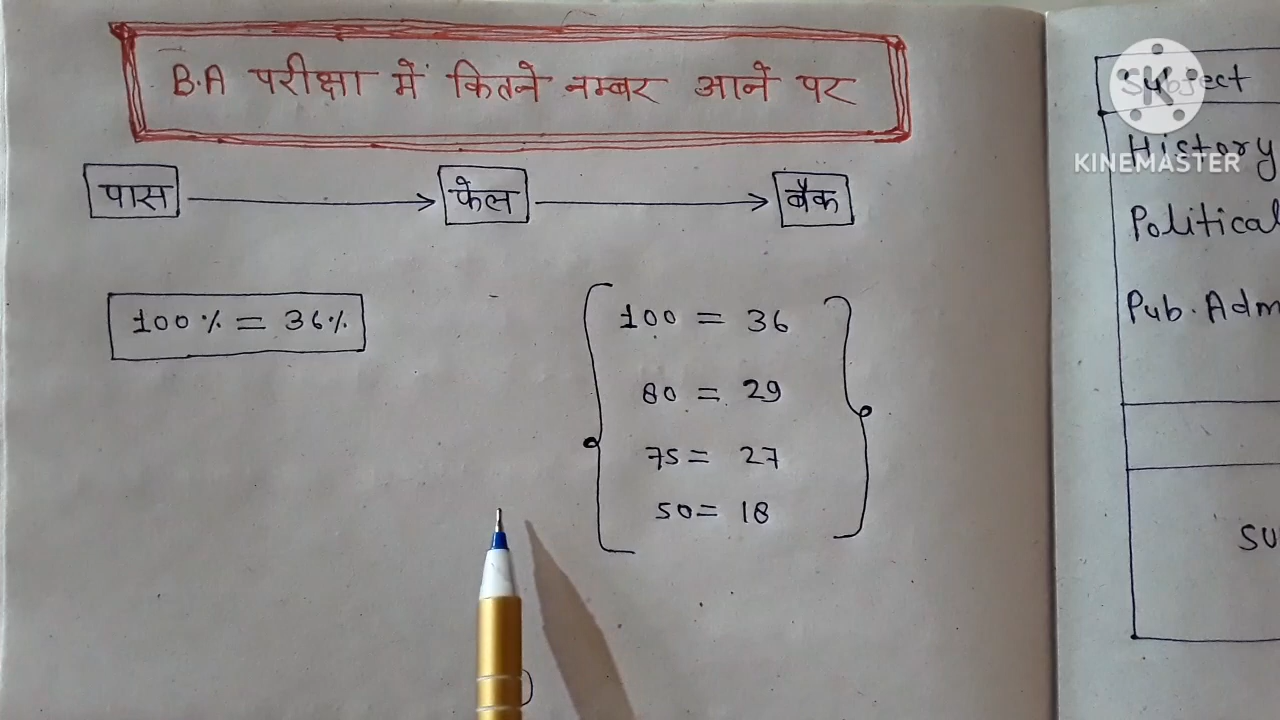 B.A परीक्षा में कितने नम्बर आने पर
पास
फेल
बैक
100% = 36%
100 = 36
80 = 29
75 = 27
50 = 18
Subject
History
Political
Pub. Adm
SU
KINEMASTER